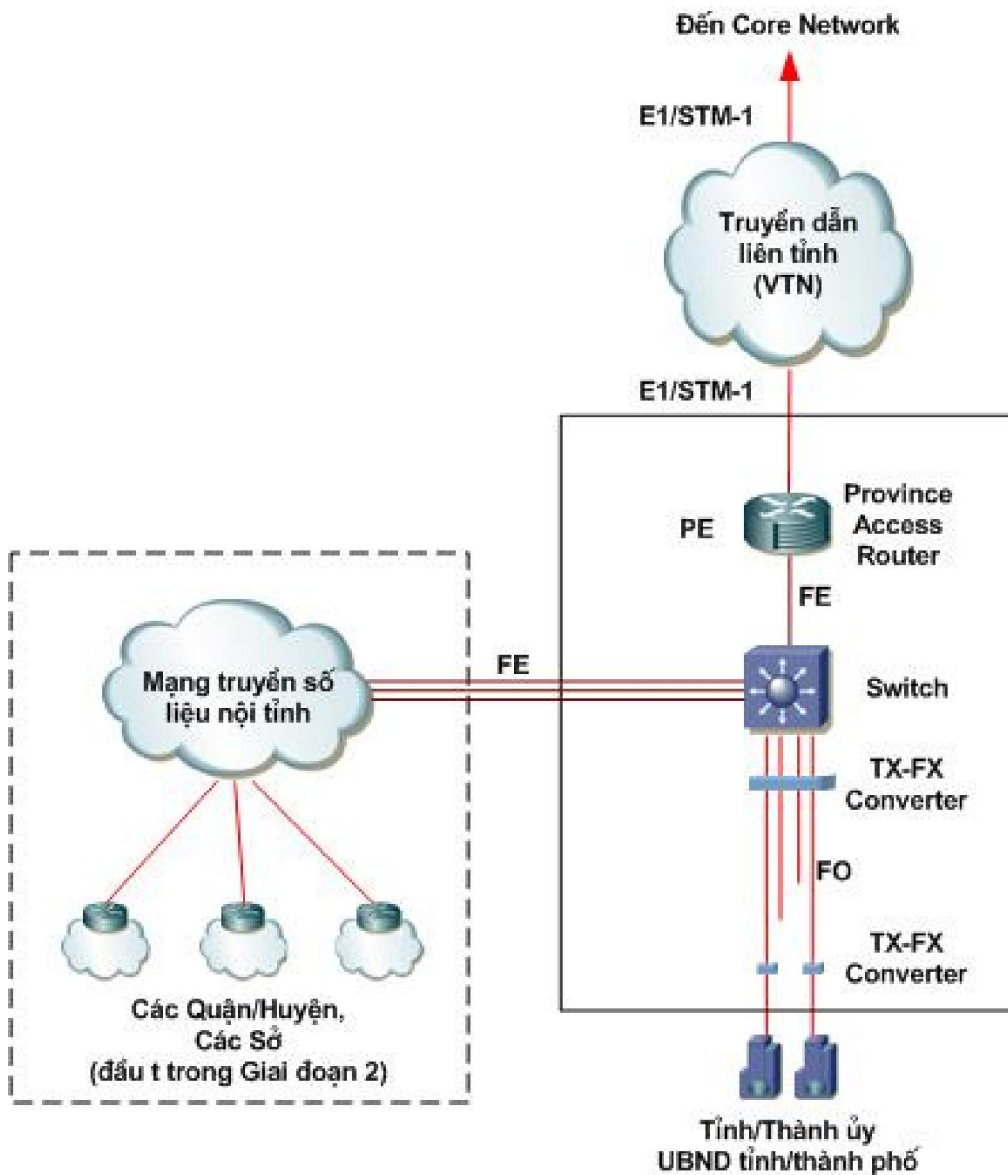 Đến Core Network
E1/STM-1
Truyển dẫn
liên tỉnh
(VTN)
E1/STM-1
PE
Province
Access
Router
FE
Mạng truyển số
liệu nội tỉnh
FE
Switch
TX-FX
Converter
FO
TX-FX
Converter
Các Quận/Huyện,
Các Sở
(đầu t trong Giai đoạn 2)
Tỉnh/Thành ủy
UBND tỉnh/thành phố